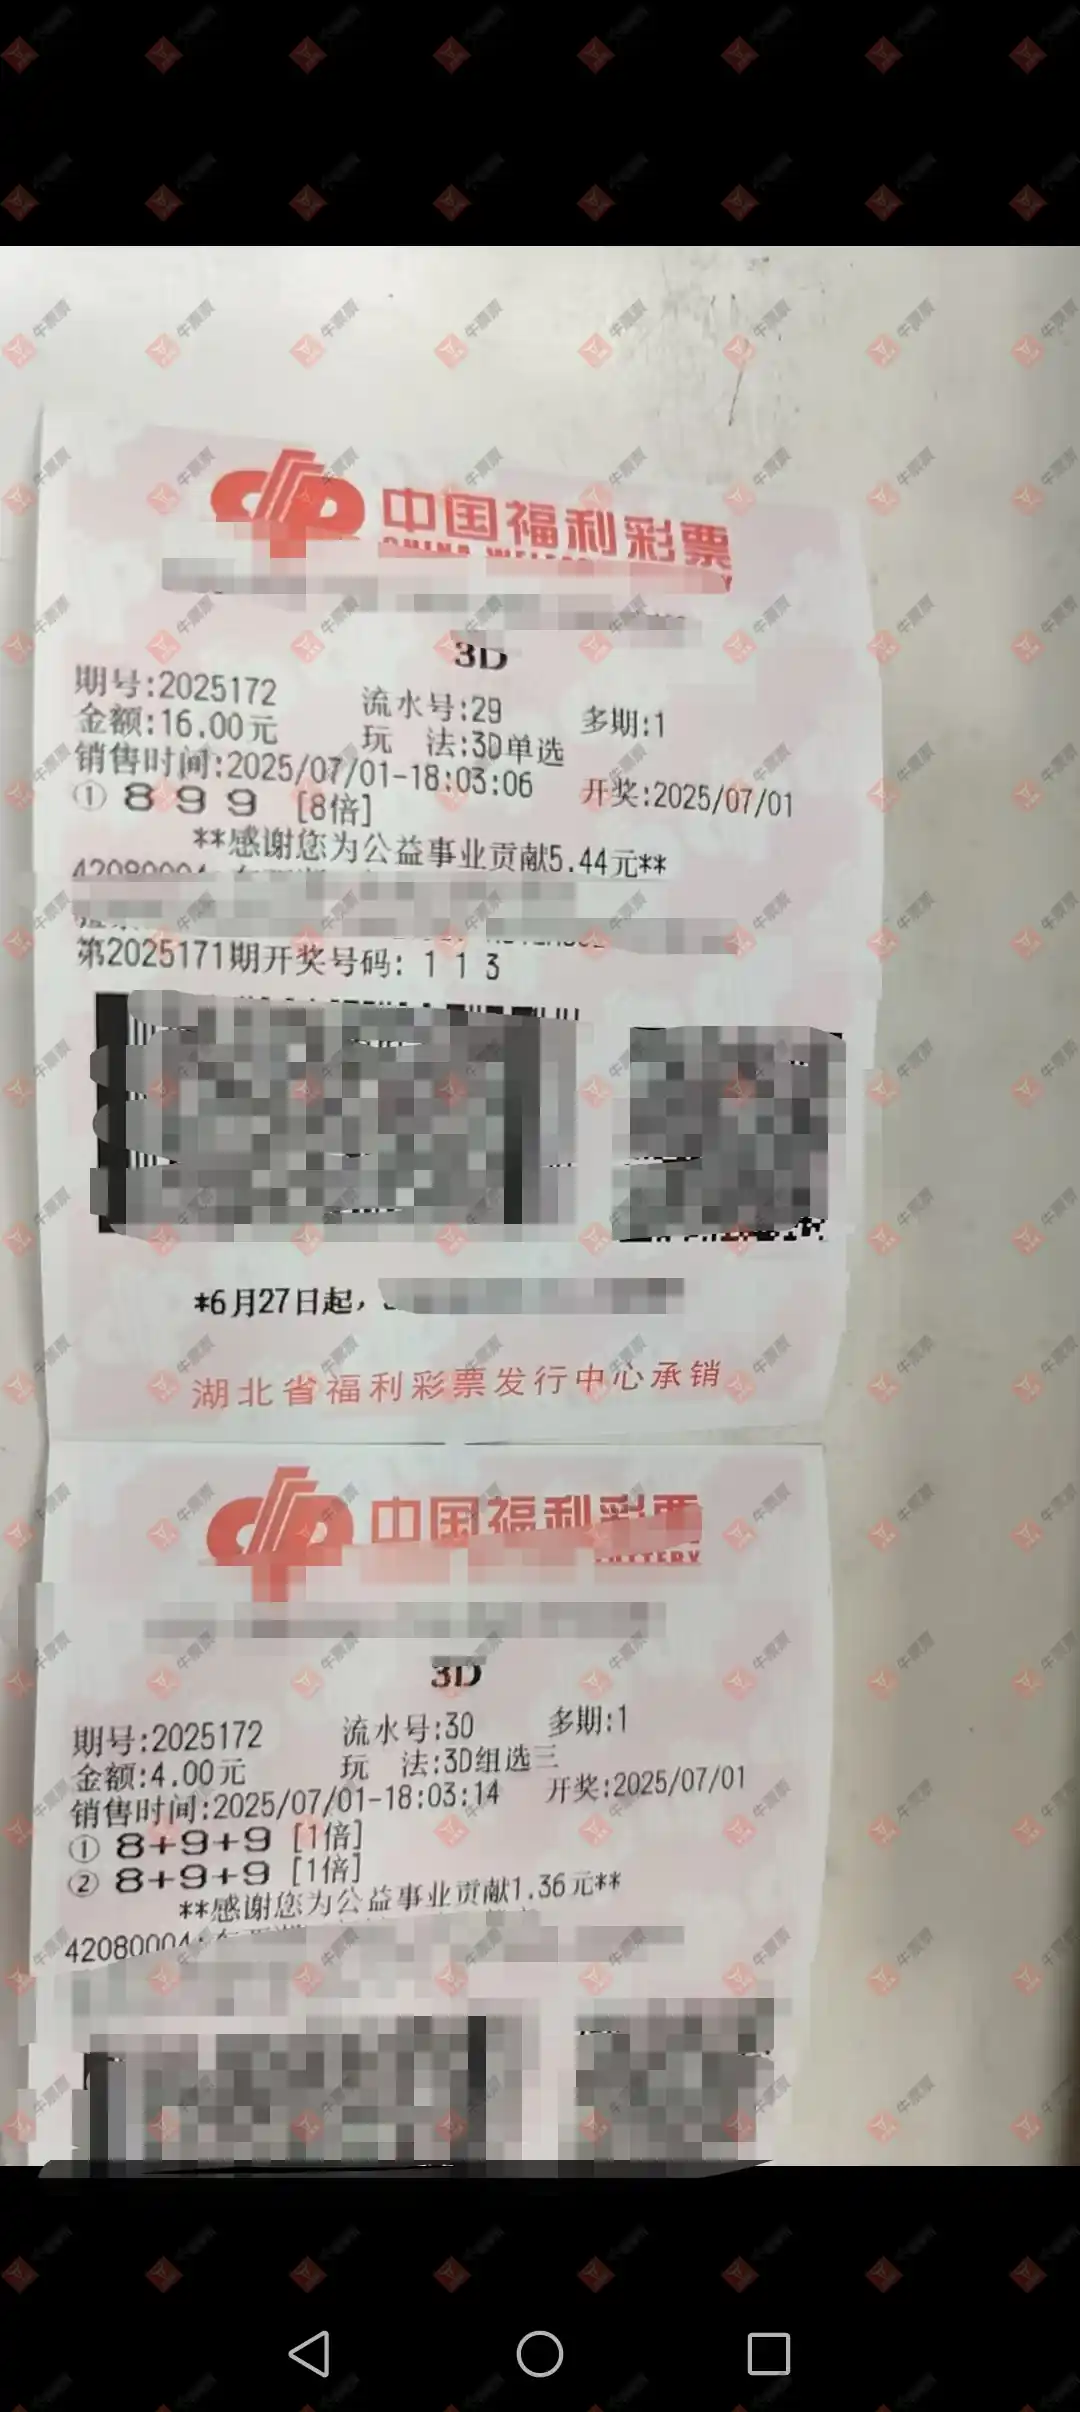 中国福利彩票
3D
期号:2025172 流水号:29 多期:1
金额:16.00元 玩 法:3D单选
销售时间:2025/07/01-18:03:06 开奖:2025/07/01
① 8 9 9 [8倍]
**感谢您为公益事业贡献5.44元**
42080004:
第2025171期开奖号码: 1 1 3
*6月27日起,
湖北省福利彩票发行中心承销
中国福利彩票
LOTTERY
3D
期号:2025172 流水号:30 多期:1
金额:4.00元 玩 法:3D组选三
销售时间:2025/07/01-18:03:14 开奖:2025/07/01
① 8+9+9 [1倍]
② 8+9+9 [1倍]
**感谢您为公益事业贡献1.36元**
42080004:
牛票票